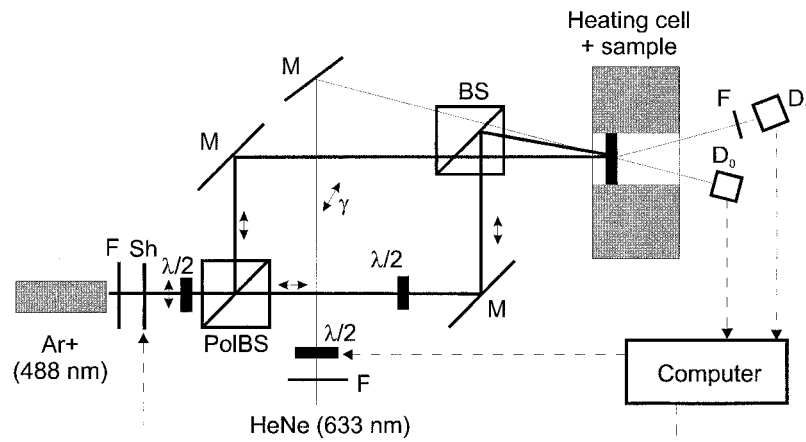 Heating cell
+ sample
M
BS
F
D
M
D₀
γ
F
Sh
λ/2
λ/2
M
PolBS
λ/2
Ar+
(488 nm)
F
Computer
HeNe (633 nm)